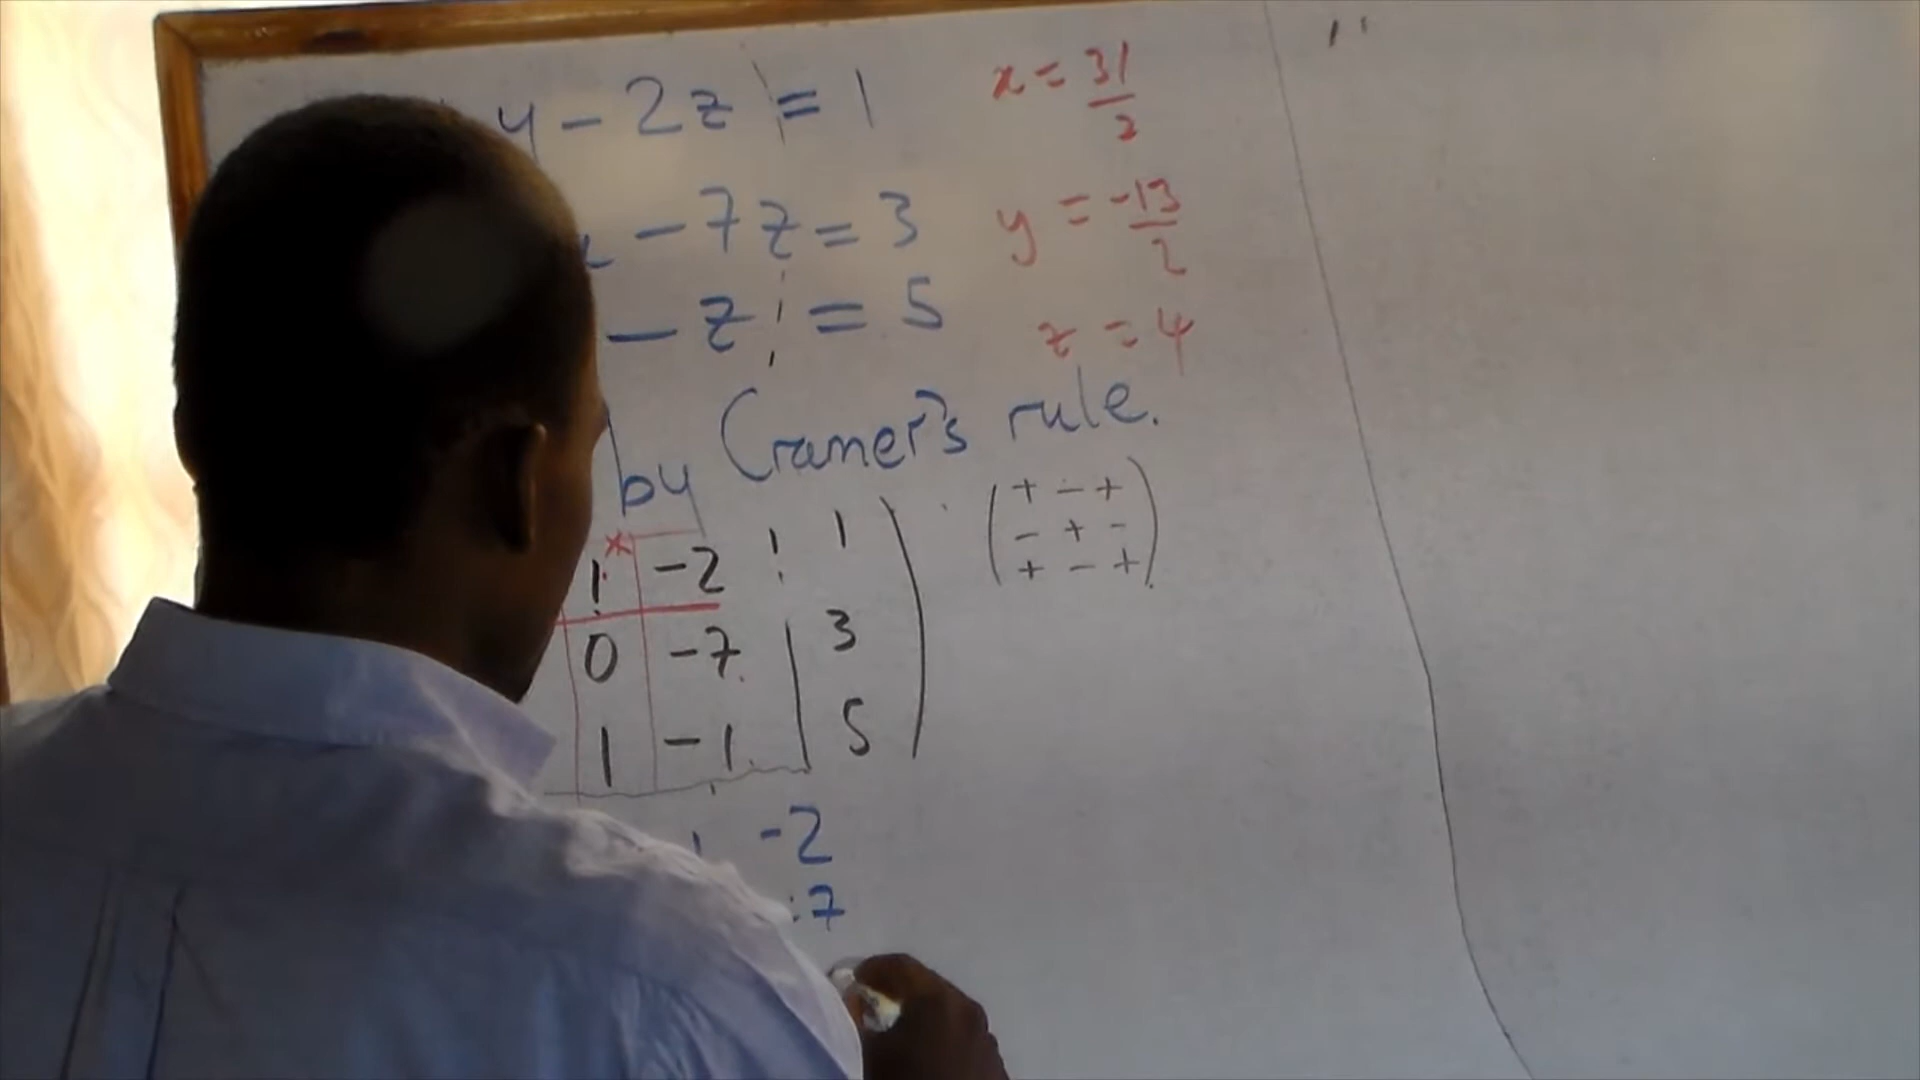 y - 2z = 1
- 7z = 3
- z = 5
x = 31/2
y = -13/2
z = 4
by Cramer's rule.
1 -2 1
0 -7 3
1 -1 5
+ - +
- + -
+ - +
-2
7